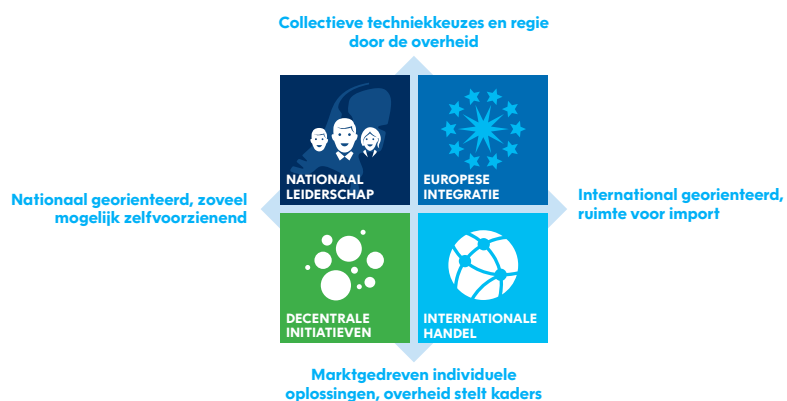 Collectieve techniekkeuzes en regie
door de overheid
NATIONAAL
LEIDERSCHAP
EUROPESE
INTEGRATIE
Nationaal georienteerd, zoveel
mogelijk zelfvoorzienend
International georienteerd,
ruimte voor import
DECENTRALE
INITIATIEVEN
INTERNATIONALE
HANDEL
Marktgedreven individuele
oplossingen, overheid stelt kaders